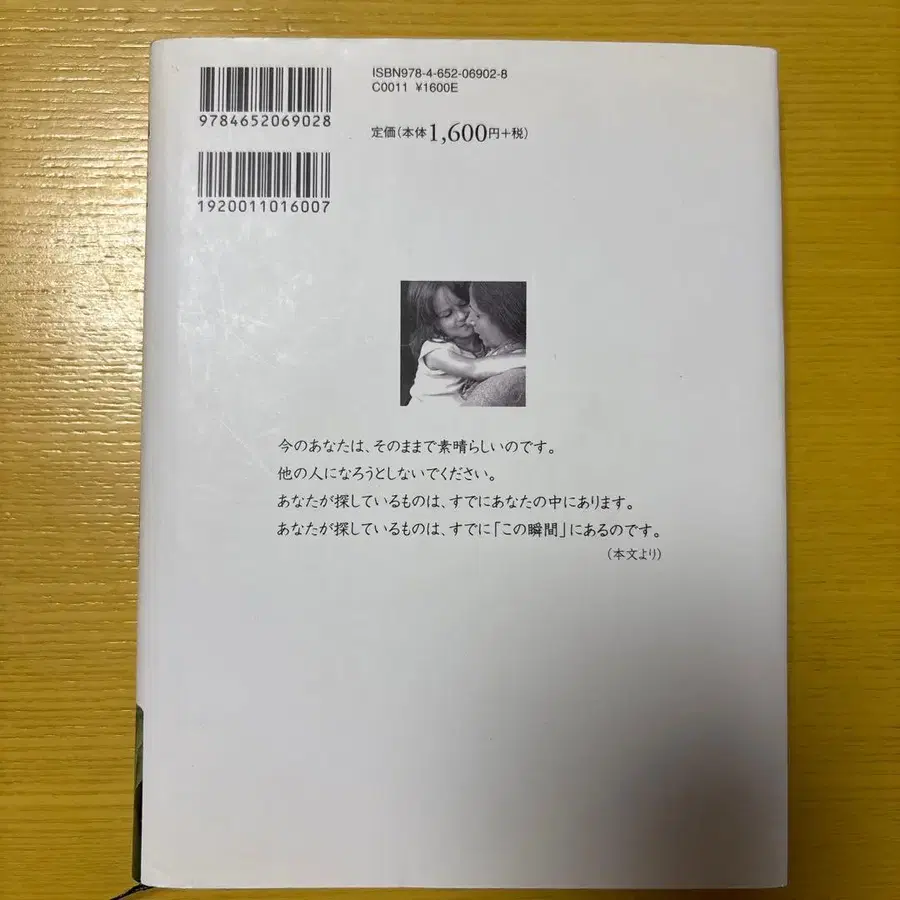 ISBN978-4-652-06902-8
C0011 ¥1600E
9784652069028
定価(本体1,600円+税)
1920011016007
今のあなたは、そのままで素晴らしいのです。
他の人になろうとしないでください。
あなたが探しているものは、すでにあなたの中にあります。
あなたが探しているものは、すでに「この瞬間」にあるのです。
(本文より)